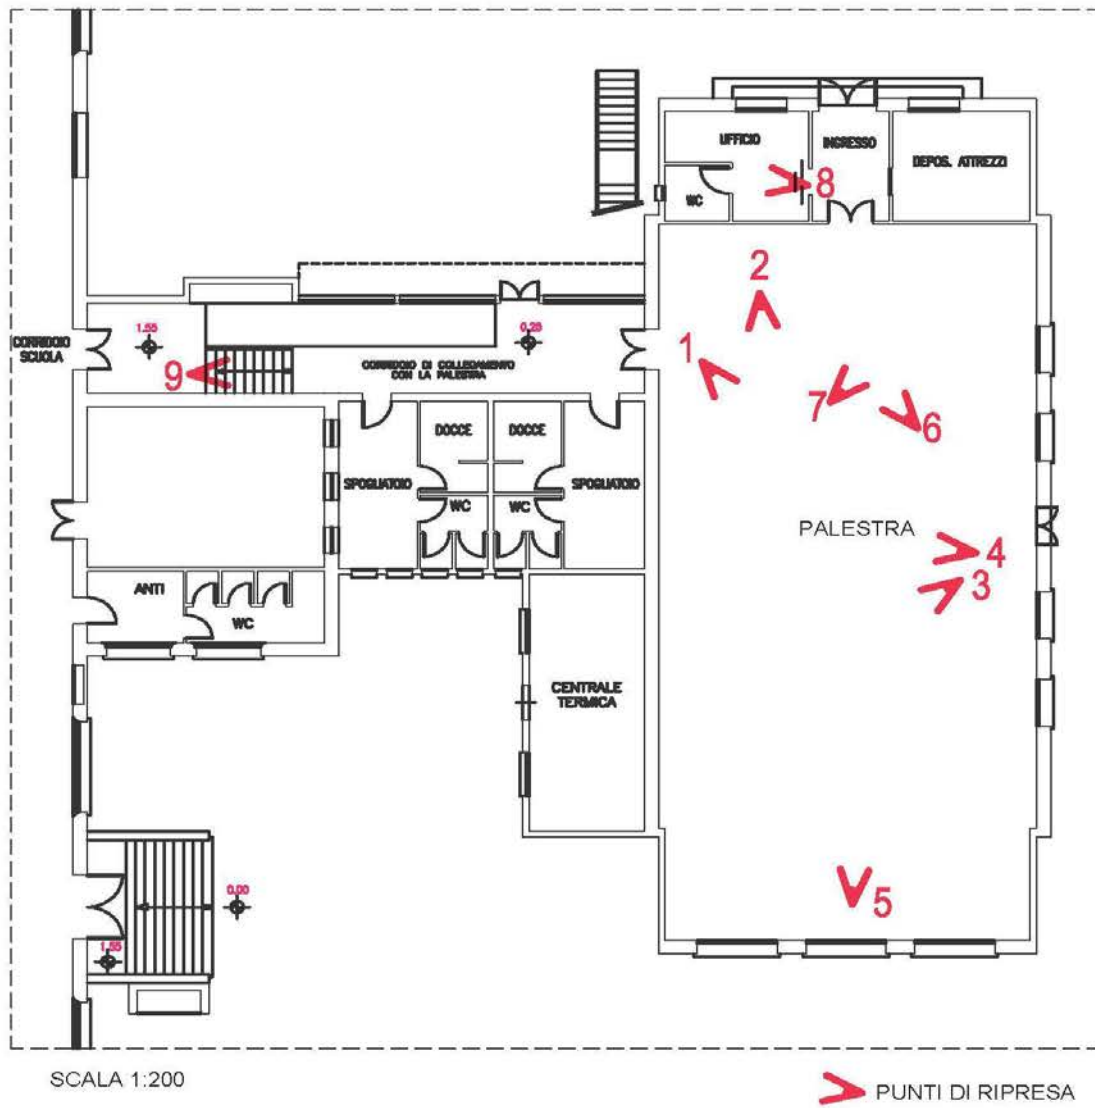 UFFICIO
INGRESSO
DEPOS. ATTREZZI
8
WC
2
1.55
0.25
CORRIDOIO
SCUOLA
1
CORRIDOIO DI COLLEGAMENTO
CON LA PALESTRA
9
7
6
DOCCE
DOCCE
SPOGLIATOIO
SPOGLIATOIO
WC
WC
PALESTRA
4
3
ANTI
WC
CENTRALE
TERMICA
0.00
5
1.55
SCALA 1:200
PUNTI DI RIPRESA